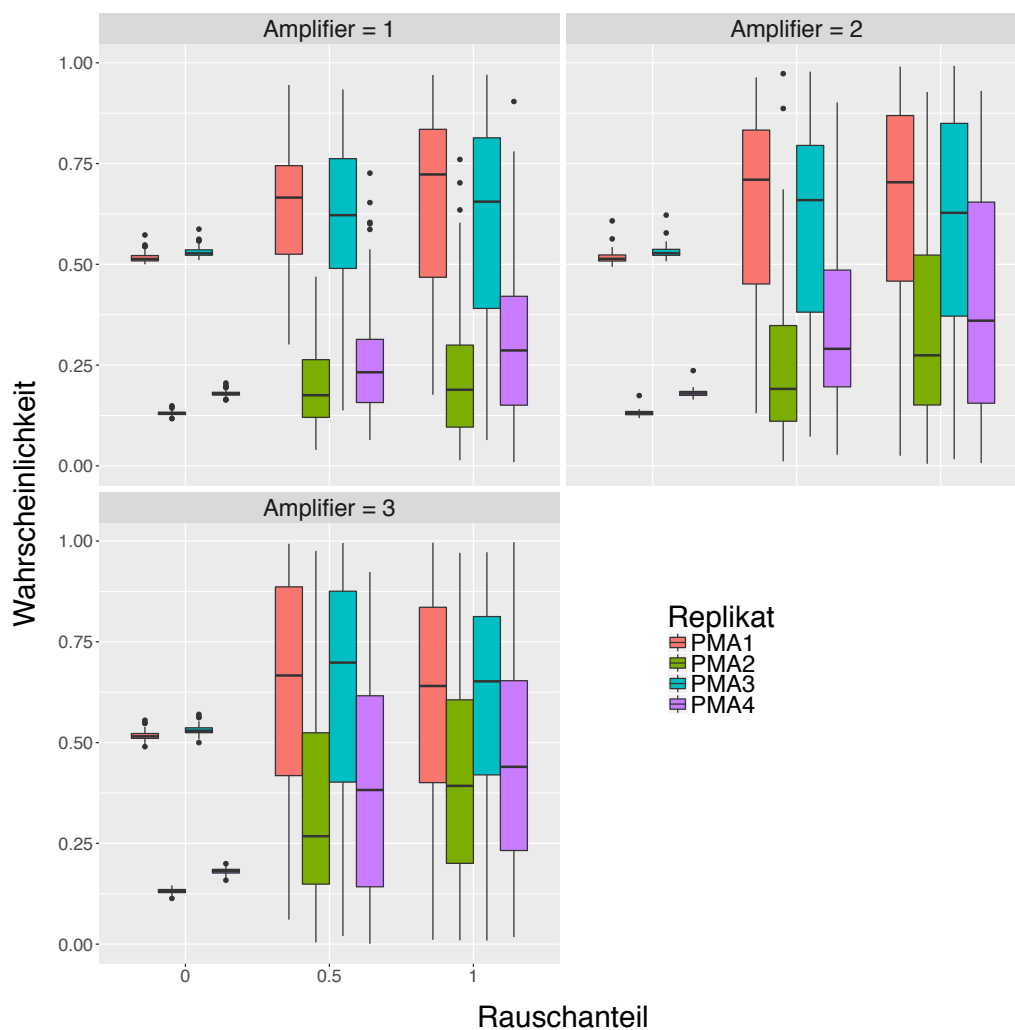 Amplifier = 1
Amplifier = 2
1.00
0.75
0.50
0.25
0.00
Wahrscheinlichkeit
Amplifier = 3
1.00
0.75
0.50
0.25
0.00
Replikat
PMA1
PMA2
PMA3
PMA4
0
0.5
1
Rauschanteil